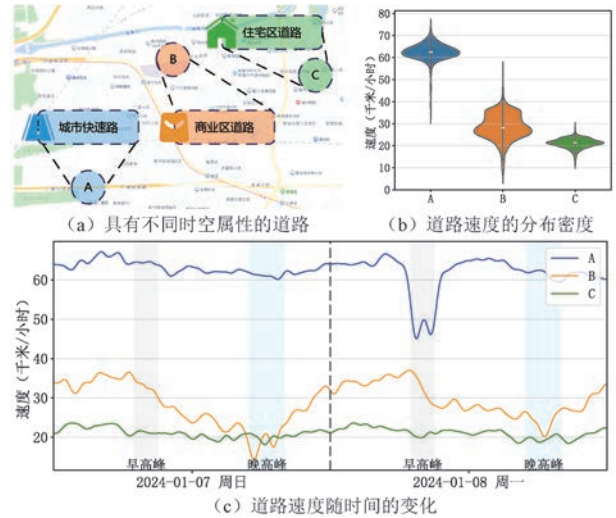 住宅区道路
B
C
城市快速路
商业区道路
A
(a) 具有不同时空属性的道路
速度（千米/小时）
80
70
60
50
40
30
20
10
0
A
B
C
(b) 道路速度的分布密度
速度（千米/小时）
60
50
40
30
20
A
B
C
早高峰
晚高峰
早高峰
晚高峰
2024-01-07 周日
2024-01-08 周一
(c) 道路速度随时间的变化